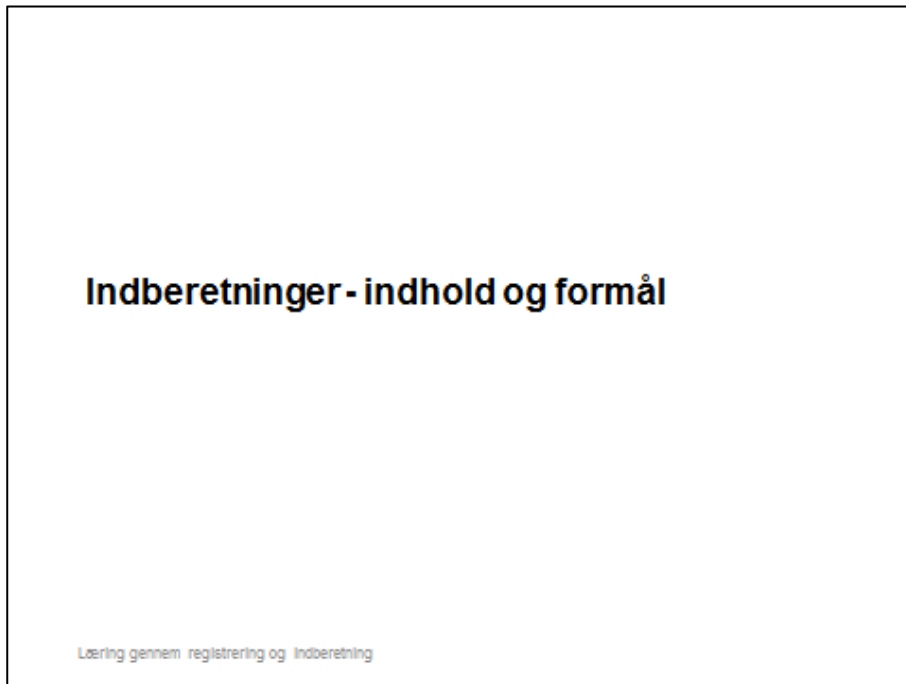 Indberetninger - indhold og formål
Læring gennem registrering og indberetning